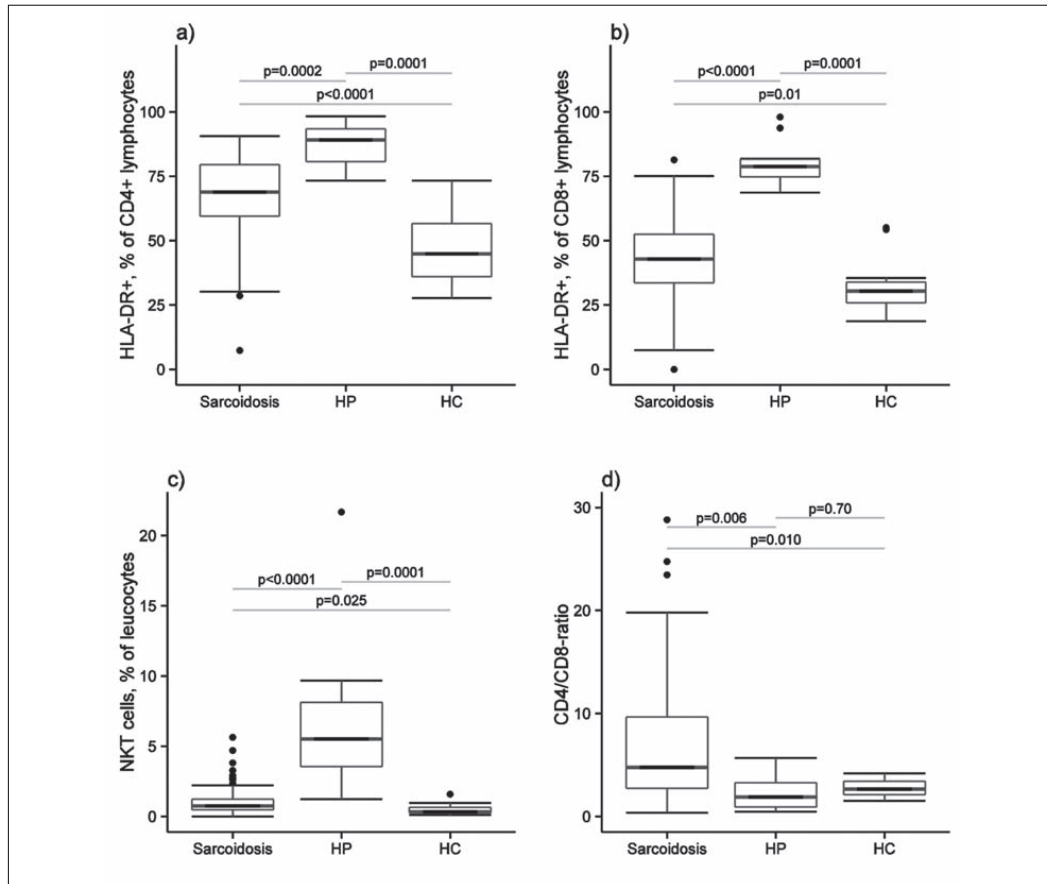 a)
HLA-DR+, % of CD4+ lymphocytes
p=0.0002
p=0.0001
p<0.0001
100
75
50
25
0
Sarcoidosis
HP
HC
b)
HLA-DR+, % of CD8+ lymphocytes
p<0.0001
p=0.0001
p=0.01
100
75
50
25
0
Sarcoidosis
HP
HC
c)
NKT cells, % of leucocytes
20
15
10
5
0
p<0.0001
p=0.0001
p=0.025
Sarcoidosis
HP
HC
d)
CD4/CD8-ratio
30
20
10
0
p=0.70
p=0.006
p=0.010
Sarcoidosis
HP
HC